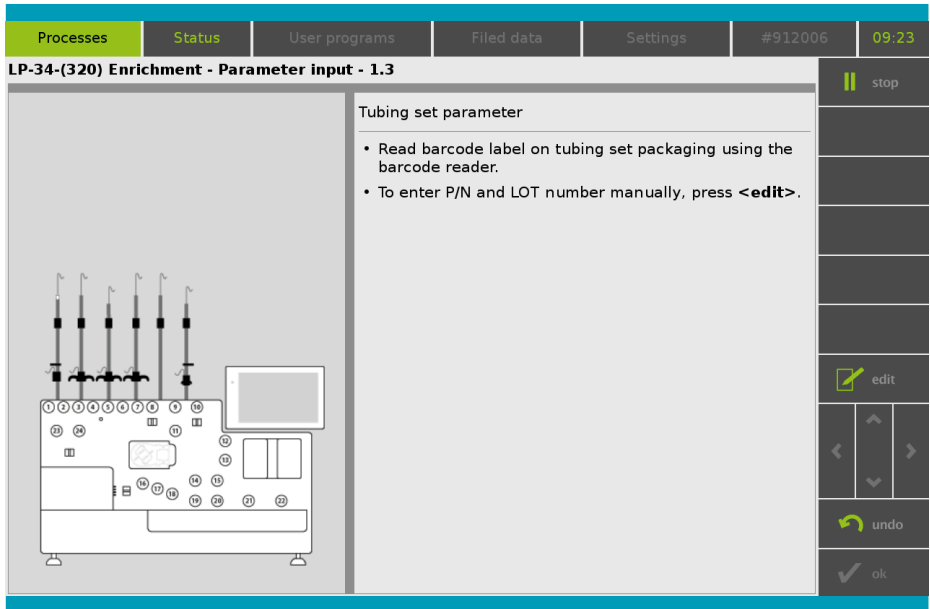 Processes
Status
User programs
Filed data
Settings
#912006
09:23
LP-34-(320) Enrichment - Parameter input - 1.3
stop
Tubing set parameter
• Read barcode label on tubing set packaging using the
barcode reader.
• To enter P/N and LOT number manually, press <edit>.
edit
undo
ok
1 2 3 4 5 6 7 8 9 10
23 24 11
12
13
14 15
16 17 18
19 20 21 22